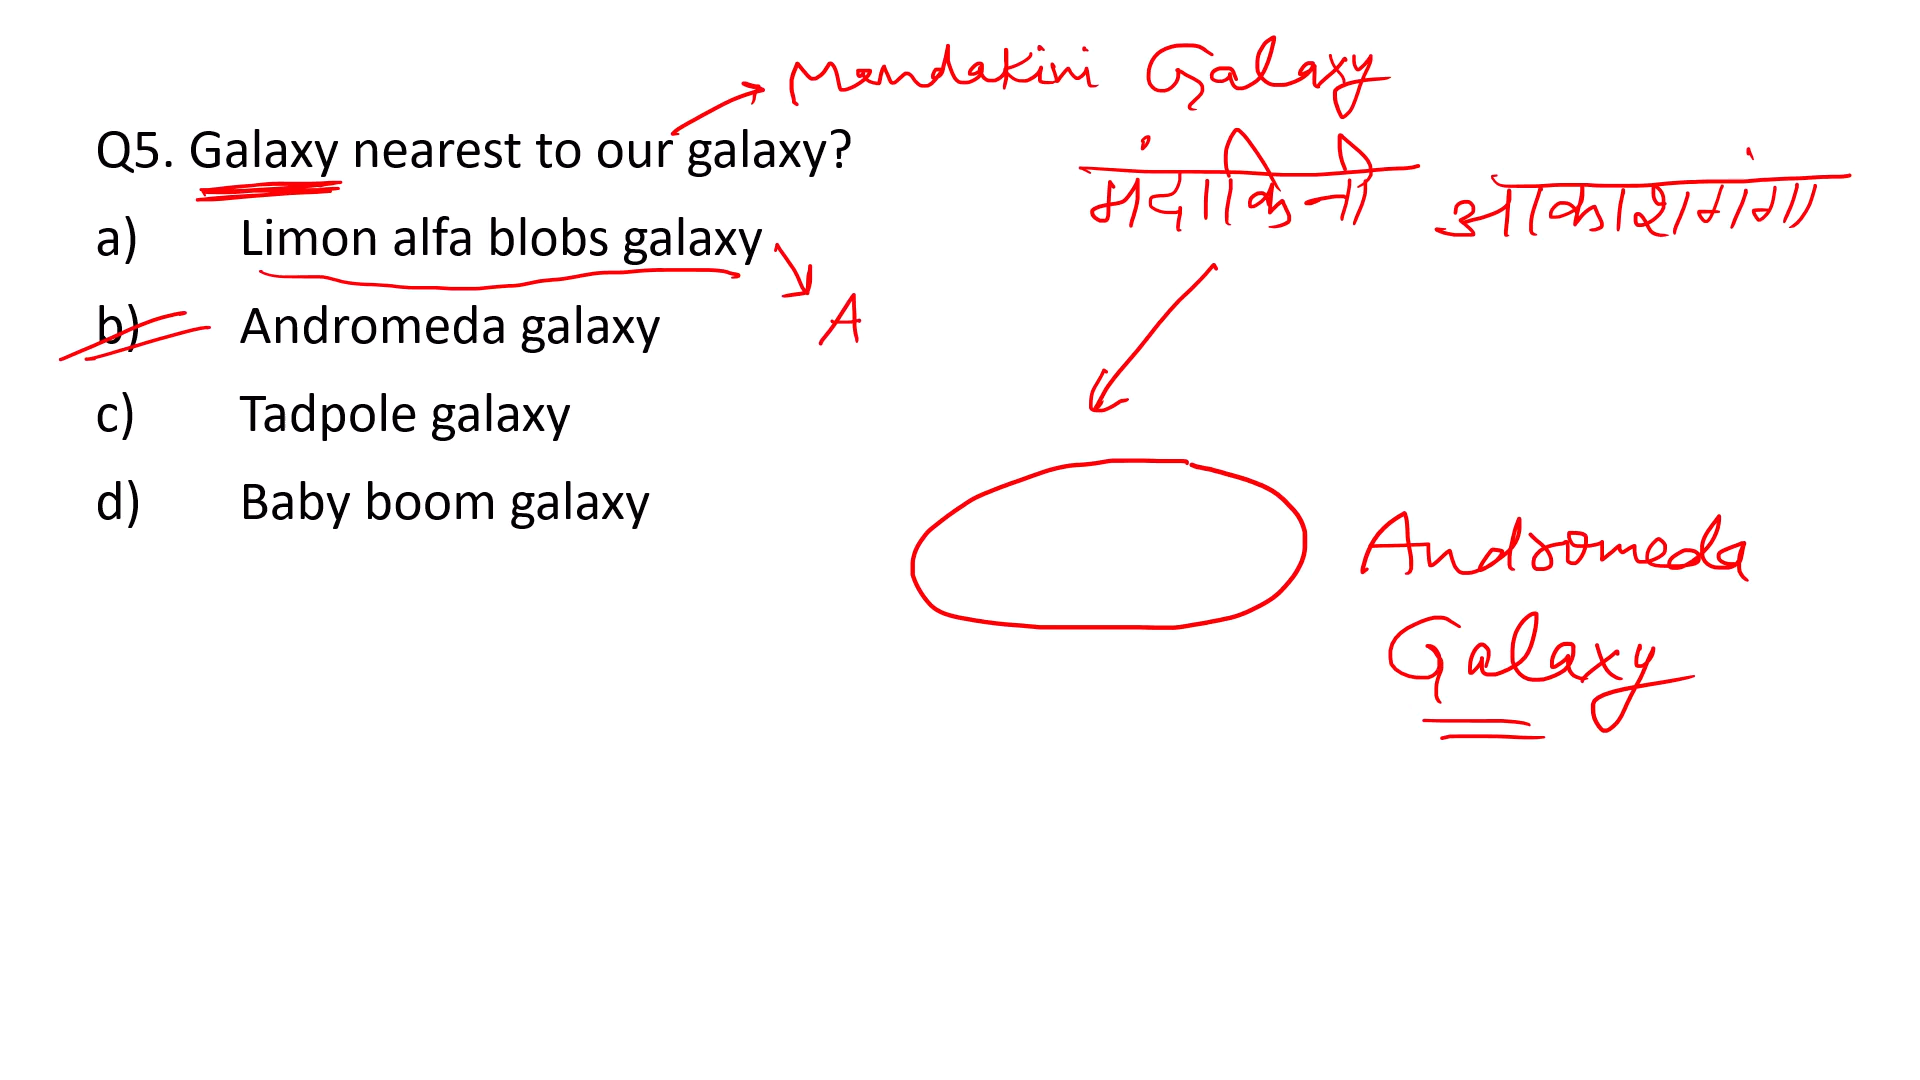 Mandakini Galaxy
Q5. Galaxy nearest to our galaxy?
मंदाकिनी आकाशगंगा
a) Limon alfa blobs galaxy
A
b) Andromeda galaxy
c) Tadpole galaxy
d) Baby boom galaxy
Andromeda
Galaxy